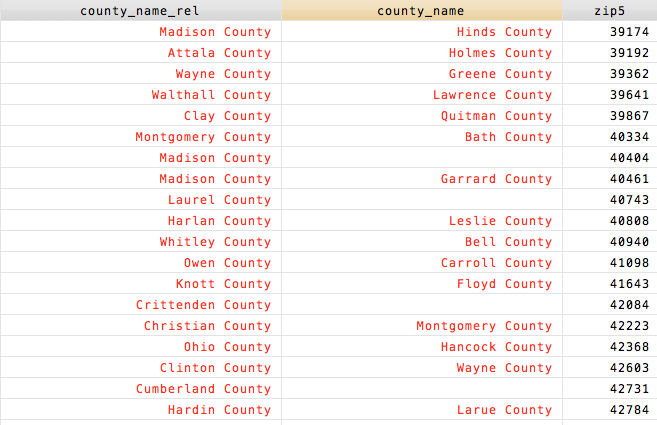 county_name_rel county_name zip5
Madison County Hinds County 39174
Attala County Holmes County 39192
Wayne County Greene County 39362
Walthall County Lawrence County 39641
Clay County Quitman County 39867
Montgomery County Bath County 40334
Madison County 40404
Madison County Garrard County 40461
Laurel County 40743
Harlan County Leslie County 40808
Whitley County Bell County 40940
Owen County Carroll County 41098
Knott County Floyd County 41643
Crittenden County 42084
Christian County Montgomery County 42223
Ohio County Hancock County 42368
Clinton County Wayne County 42603
Cumberland County 42731
Hardin County Larue County 42784